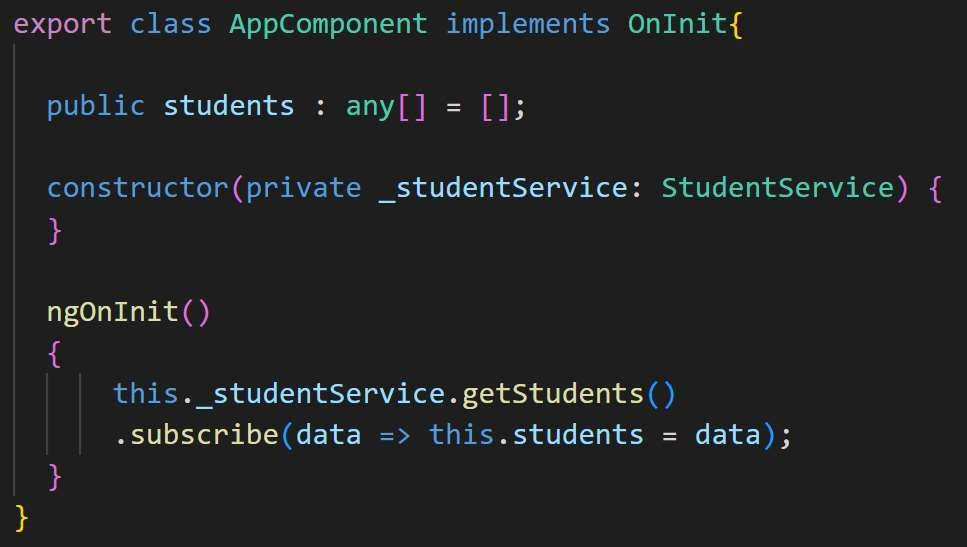 export class AppComponent implements OnInit{
public students : any[] = [];
constructor(private _studentService: StudentService) {
}
ngOnInit()
{
this._studentService.getStudents()
.subscribe(data => this.students = data);
}
}